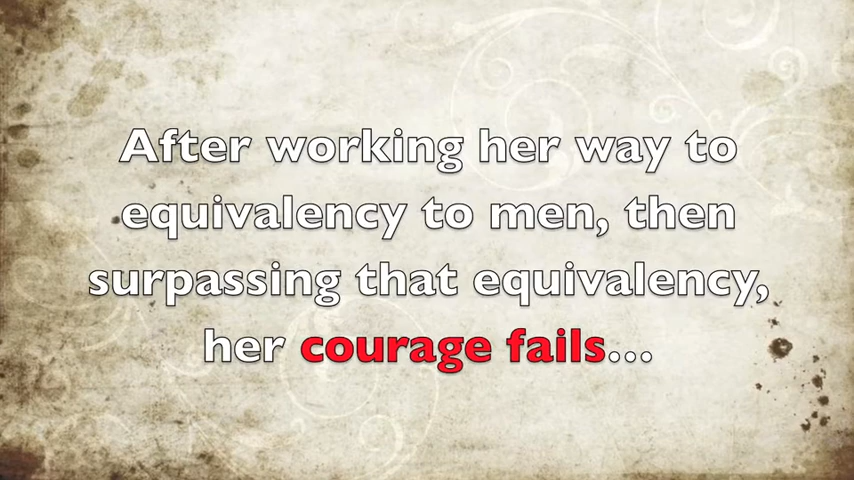 After working her way to
equivalency to men, then
surpassing that equivalency,
her courage fails...